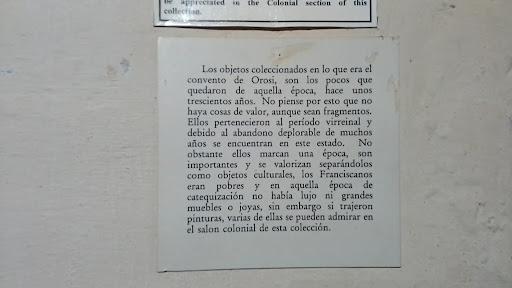 be appreciated in the Colonial section of this
collection.
Los objetos coleccionados en lo que era el
convento de Orosi, son los pocos que
quedaron de aquella época, hace unos
trescientos años. No piense por esto que no
haya cosas de valor, aunque sean fragmentos.
Ellos pertenecieron al período virreinal y
debido al abandono deplorable de muchos
años se encuentran en este estado. No
obstante ellos marcan una época, son
importantes y se valorizan separándolos
como objetos culturales, los Franciscanos
eran pobres y en aquella época de
catequización no había lujo ni grandes
muebles o joyas, sin embargo si trajeron
pinturas, varias de ellas se pueden admirar en
el salon colonial de esta colección.